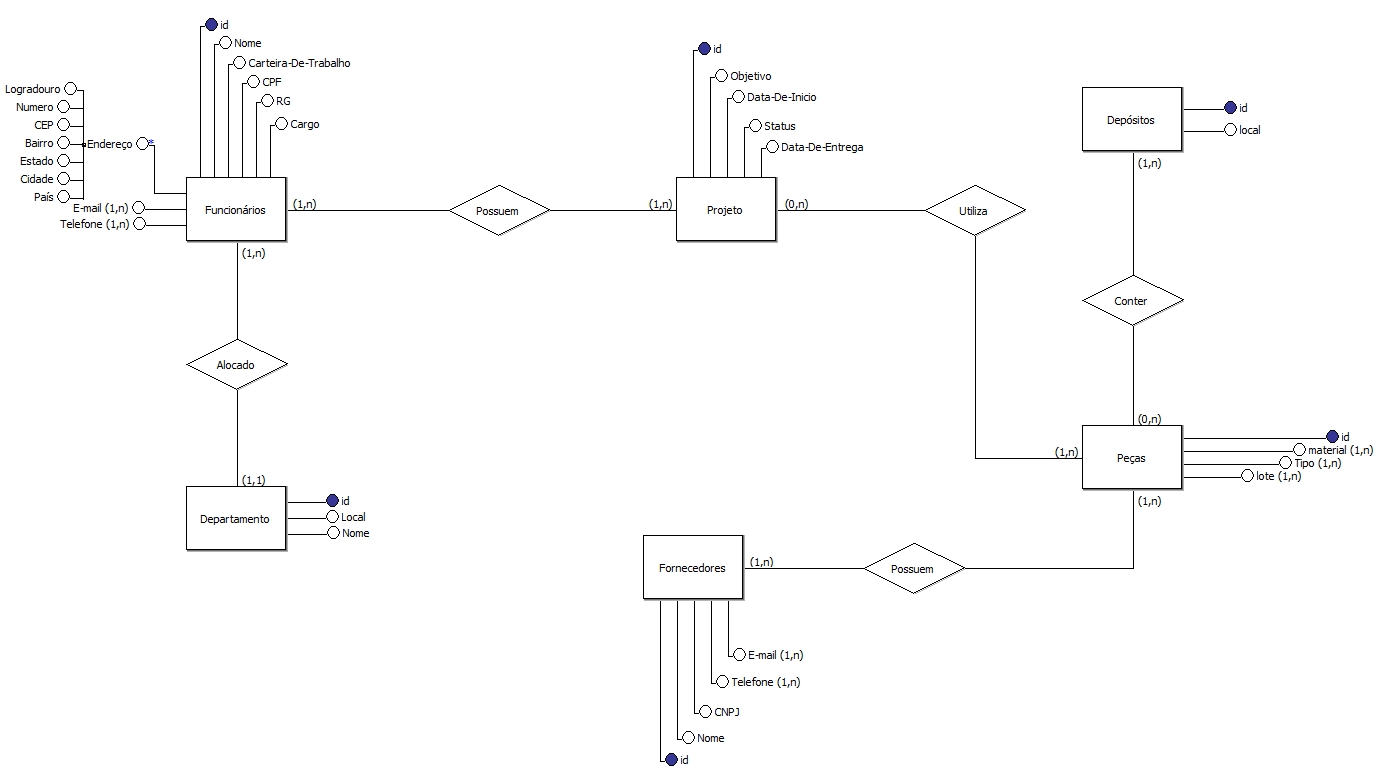 id
Nome
Carteira-De-Trabalho
CPF
RG
Cargo
Logradouro
Numero
CEP
Bairro
Estado
Cidade
País
Endereço *
E-mail (1,n)
Telefone (1,n)
Funcionários
(1,n)
Possuem
(1,n)
id
Objetivo
Data-De-Inicio
Status
Data-De-Entrega
Projeto
(0,n)
Utiliza
(1,n)
Depósitos
id
local
(1,n)
Conter
(0,n)
Peças
id
material (1,n)
Tipo (1,n)
lote (1,n)
(1,n)
(1,n)
Alocado
(1,1)
Departamento
id
Local
Nome
Fornecedores
(1,n)
Possuem
E-mail (1,n)
Telefone (1,n)
CNPJ
Nome
id